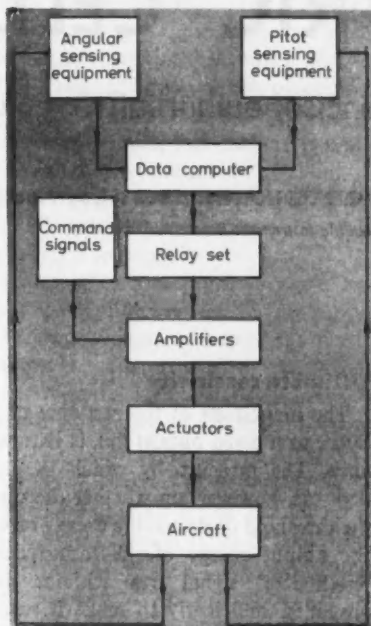 Angular
sensing
equipment
Pitot
sensing
equipment
Data computer
Command
signals
Relay set
Amplifiers
Actuators
Aircraft